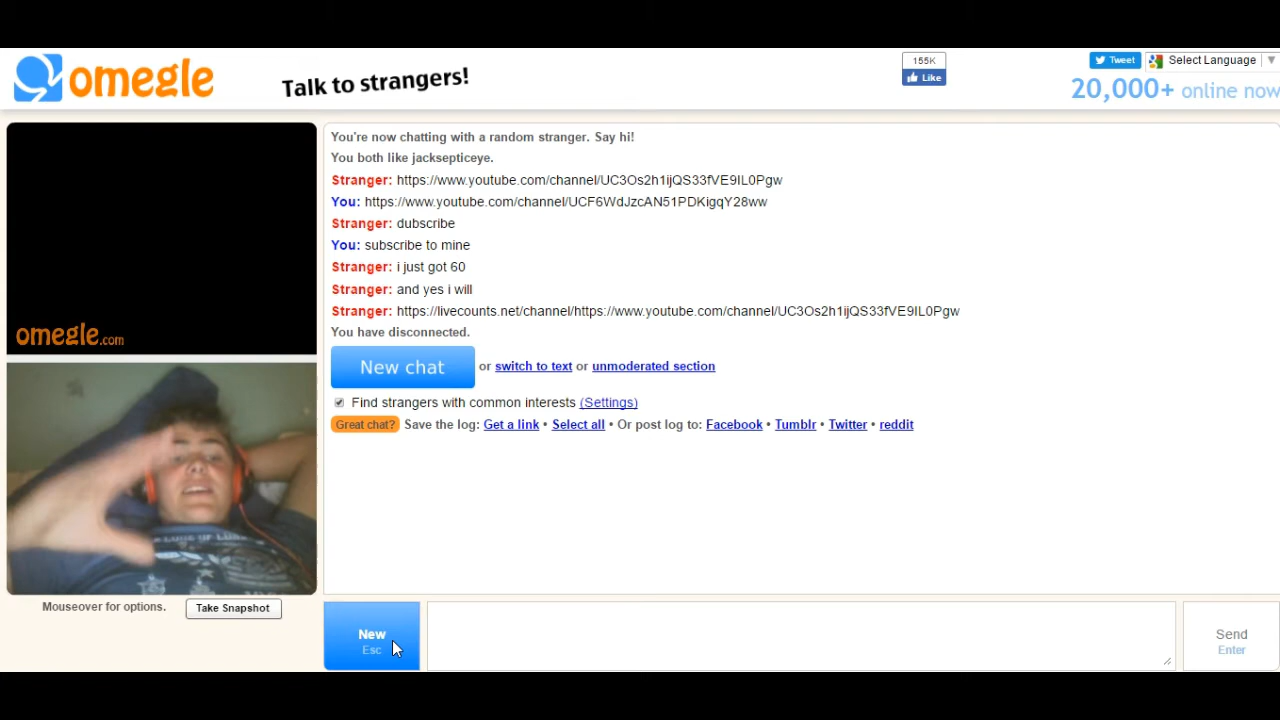 omegle
Talk to strangers!
155K
Like
Tweet
Select Language
20,000+ online now
You're now chatting with a random stranger. Say hi!
You both like jacksepticeye.
Stranger: https://www.youtube.com/channel/UC3Os2h1ijQS33fVE9IL0Pgw
You: https://www.youtube.com/channel/UCF6WdJzcAN51PDKigqY28ww
Stranger: dubscribe
You: subscribe to mine
Stranger: i just got 60
Stranger: and yes i will
Stranger: https://livecounts.net/channel/https://www.youtube.com/channel/UC3Os2h1ijQS33fVE9IL0Pgw
You have disconnected.
New chat or switch to text or unmoderated section
Find strangers with common interests (Settings)
Great chat? Save the log: Get a link • Select all • Or post log to: Facebook • Tumblr • Twitter • reddit
omegle.com
Mouseover for options.
Take Snapshot
New
Esc
Send
Enter